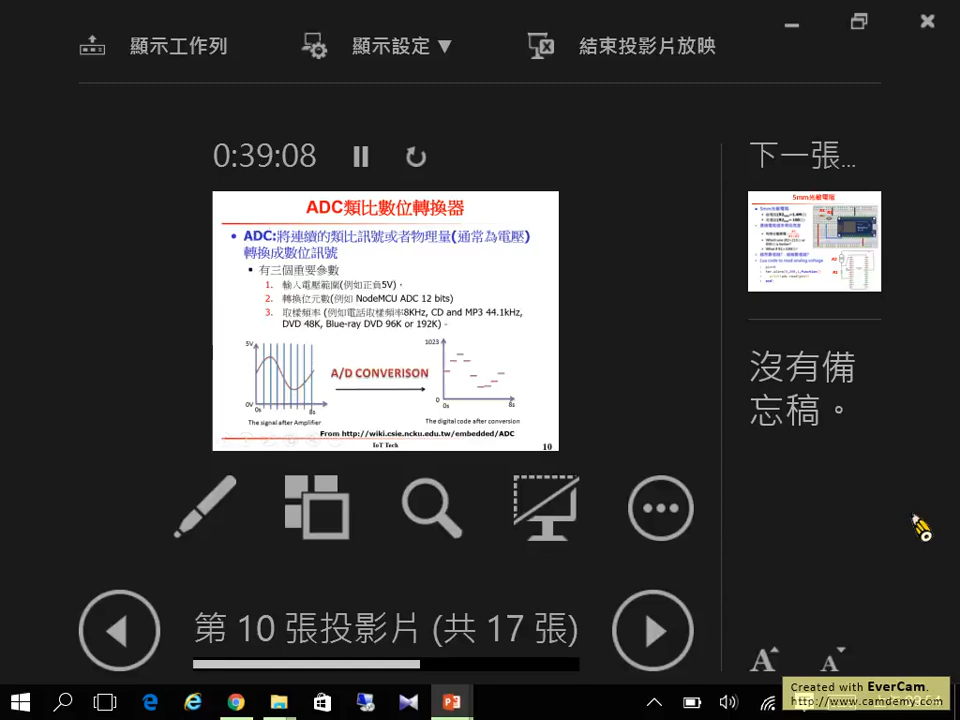 顯示工作列
顯示設定 ▼
結束投影片放映
0:39:08
下一張...
ADC類比數位轉換器
• ADC:將連續的類比訊號或者物理量(通常為電壓)
轉換成數位訊號
▪ 有三個重要參數
1. 輸入電壓範圍(例如正負5V)。
2. 轉換位元數(例如 NodeMCU ADC 12 bits)
3. 取樣頻率 (例如電話取樣頻率8KHz, CD and MP3 44.1kHz,
DVD 48K, Blue-ray DVD 96K or 192K)。
5V
0V
0s
8s
The signal after Amplifier
A/D CONVERISON
1023
0
0s
8s
The digital code after conversion
From http://wiki.csie.ncku.edu.tw/embedded/ADC
IoT Tech
10
5mm光敏電阻
沒有備
忘稿。
第 10 張投影片 (共 17 張)
Created with EverCam.
http://www.camdemy.com